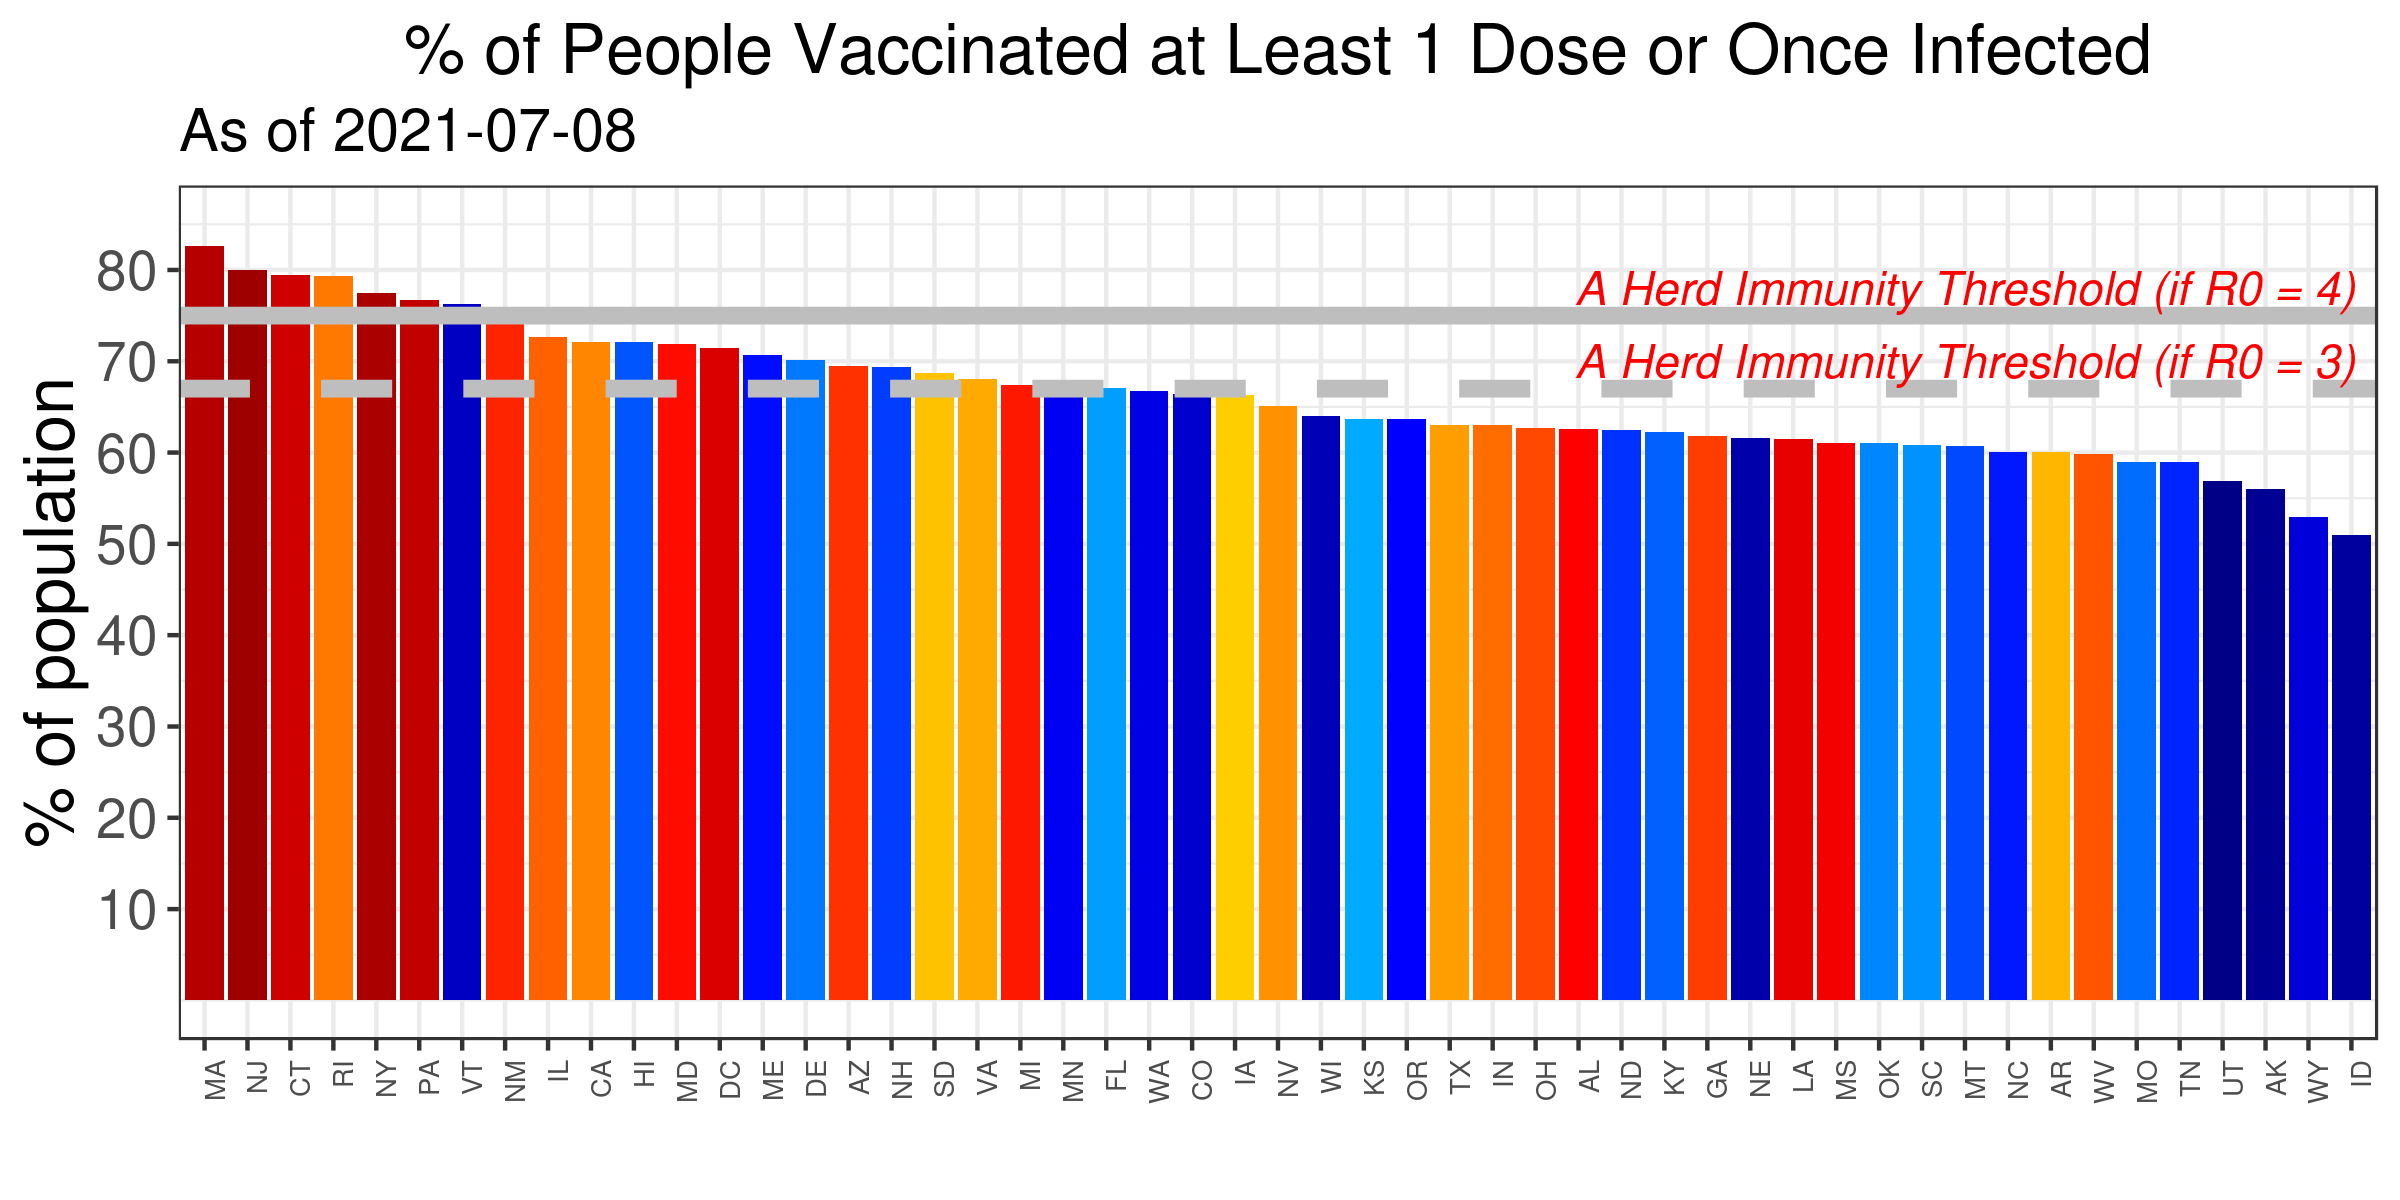 % of People Vaccinated at Least 1 Dose or Once Infected
As of 2021-07-08
% of population
80
70
60
50
40
30
20
10
A Herd Immunity Threshold (if R0 = 4)
A Herd Immunity Threshold (if R0 = 3)
MA NJ CT RI NY PA VT NM IL CA HI MD DC ME DE AZ NH SD VA MI MN FL WA CO IA NV WI KS OR TX IN OH AL ND KY GA NE LA MS OK SC MT NC AR WV MO TN UT AK WY ID